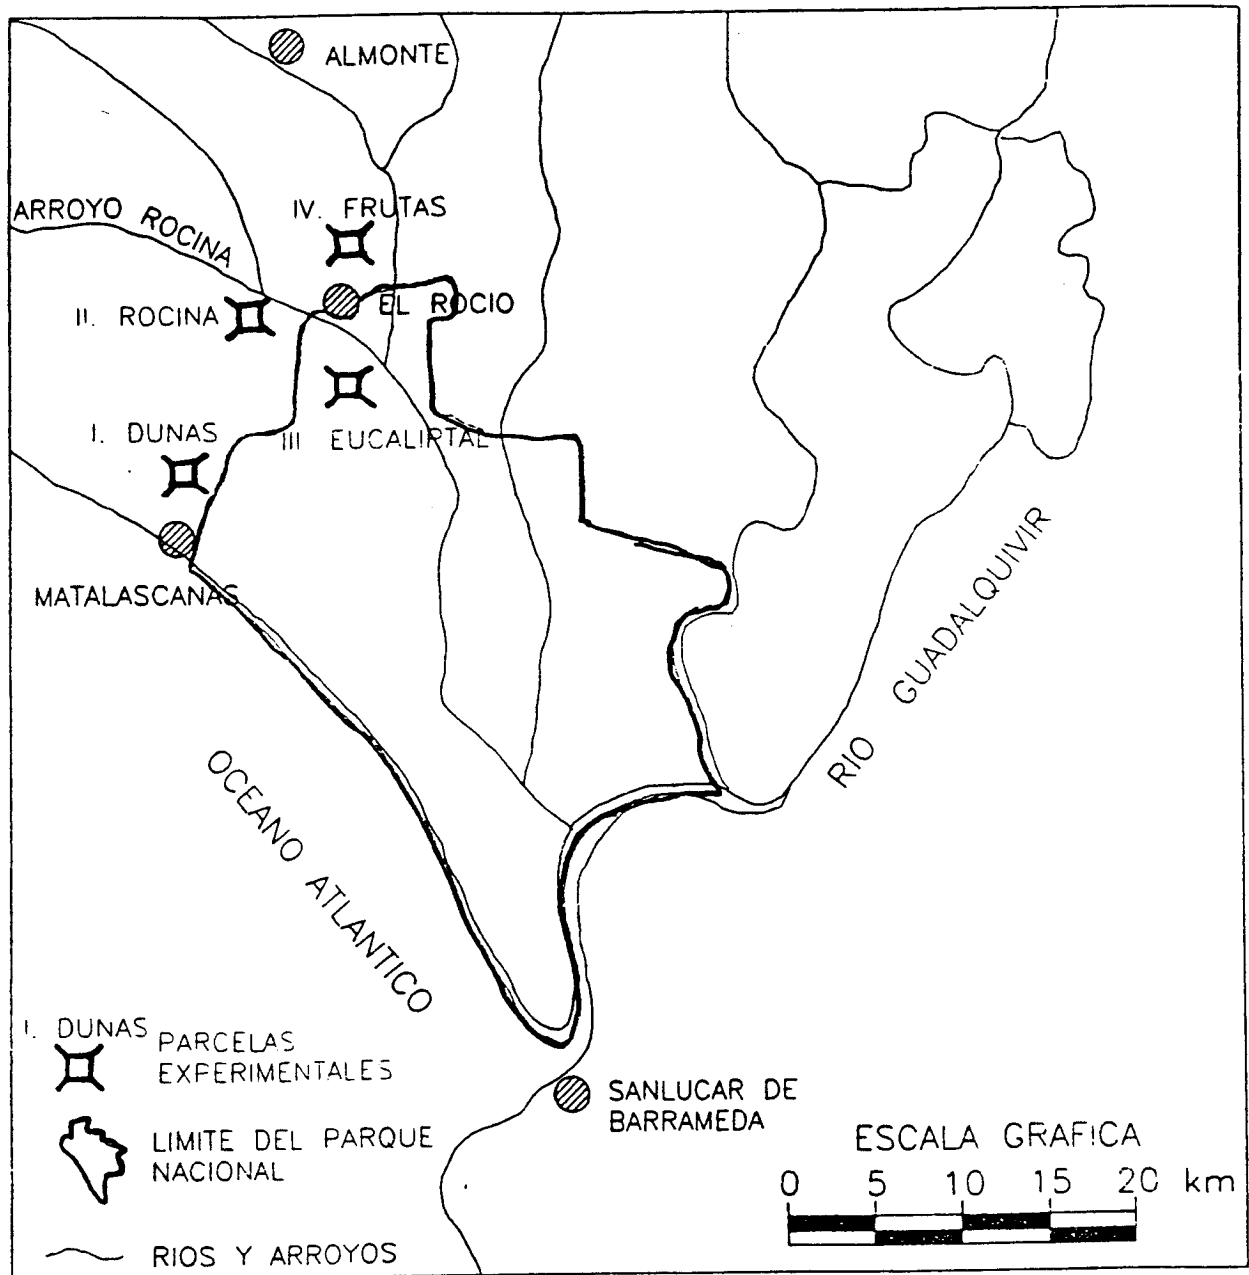 ALMONTE
IV. FRUTAS
ARROYO ROCINA
EL ROCIO
II. ROCINA
I. DUNAS
III EUCALIPTAL
MATALASCANAS
RIO GUADALQUIVIR
OCEANO ATLANTICO
I. DUNAS
PARCELAS
EXPERIMENTALES
SANLUCAR DE
BARRAMEDA
LIMITE DEL PARQUE
NACIONAL
ESCALA GRAFICA
0 5 10 15 20 km
RIOS Y ARROYOS